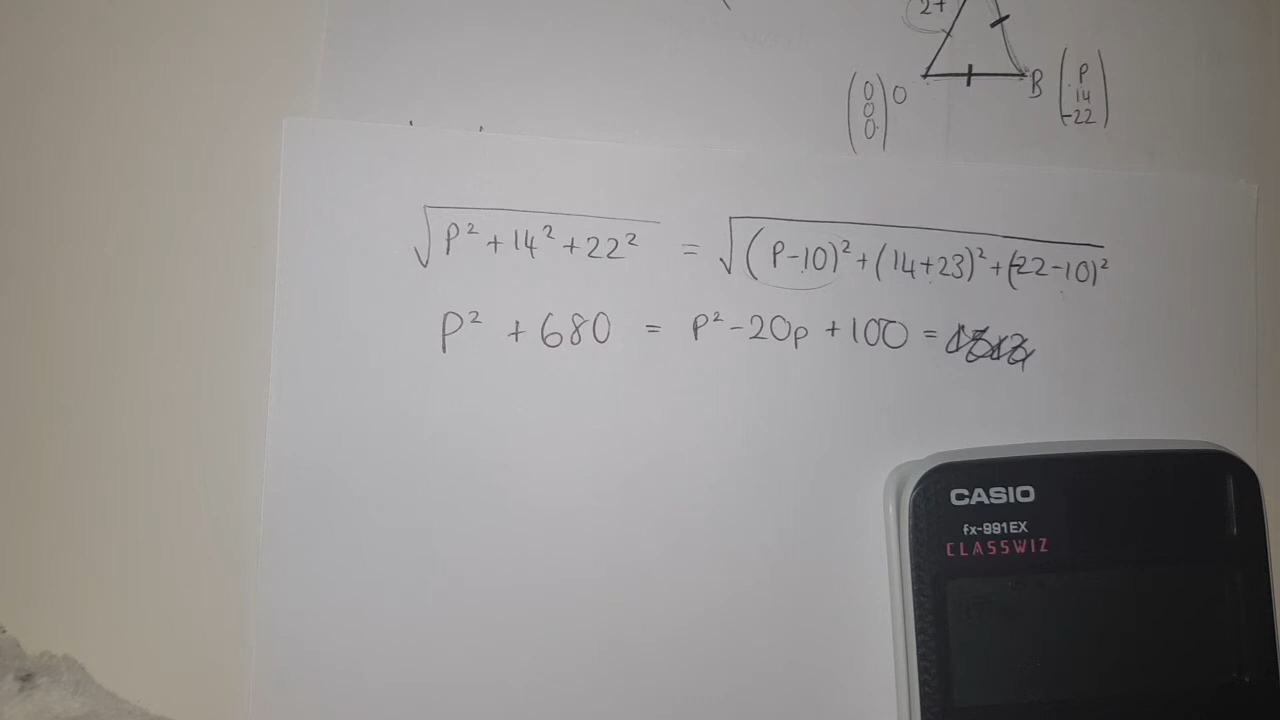 2+
0 0 0 O B P 14 -22
√(P² + 14² + 22²) = √((P-10)² + (14+23)² + (-22-10)²)
P² + 680 = P² - 20p + 100 =
CASIO
fx-991EX
CLASSWIZ